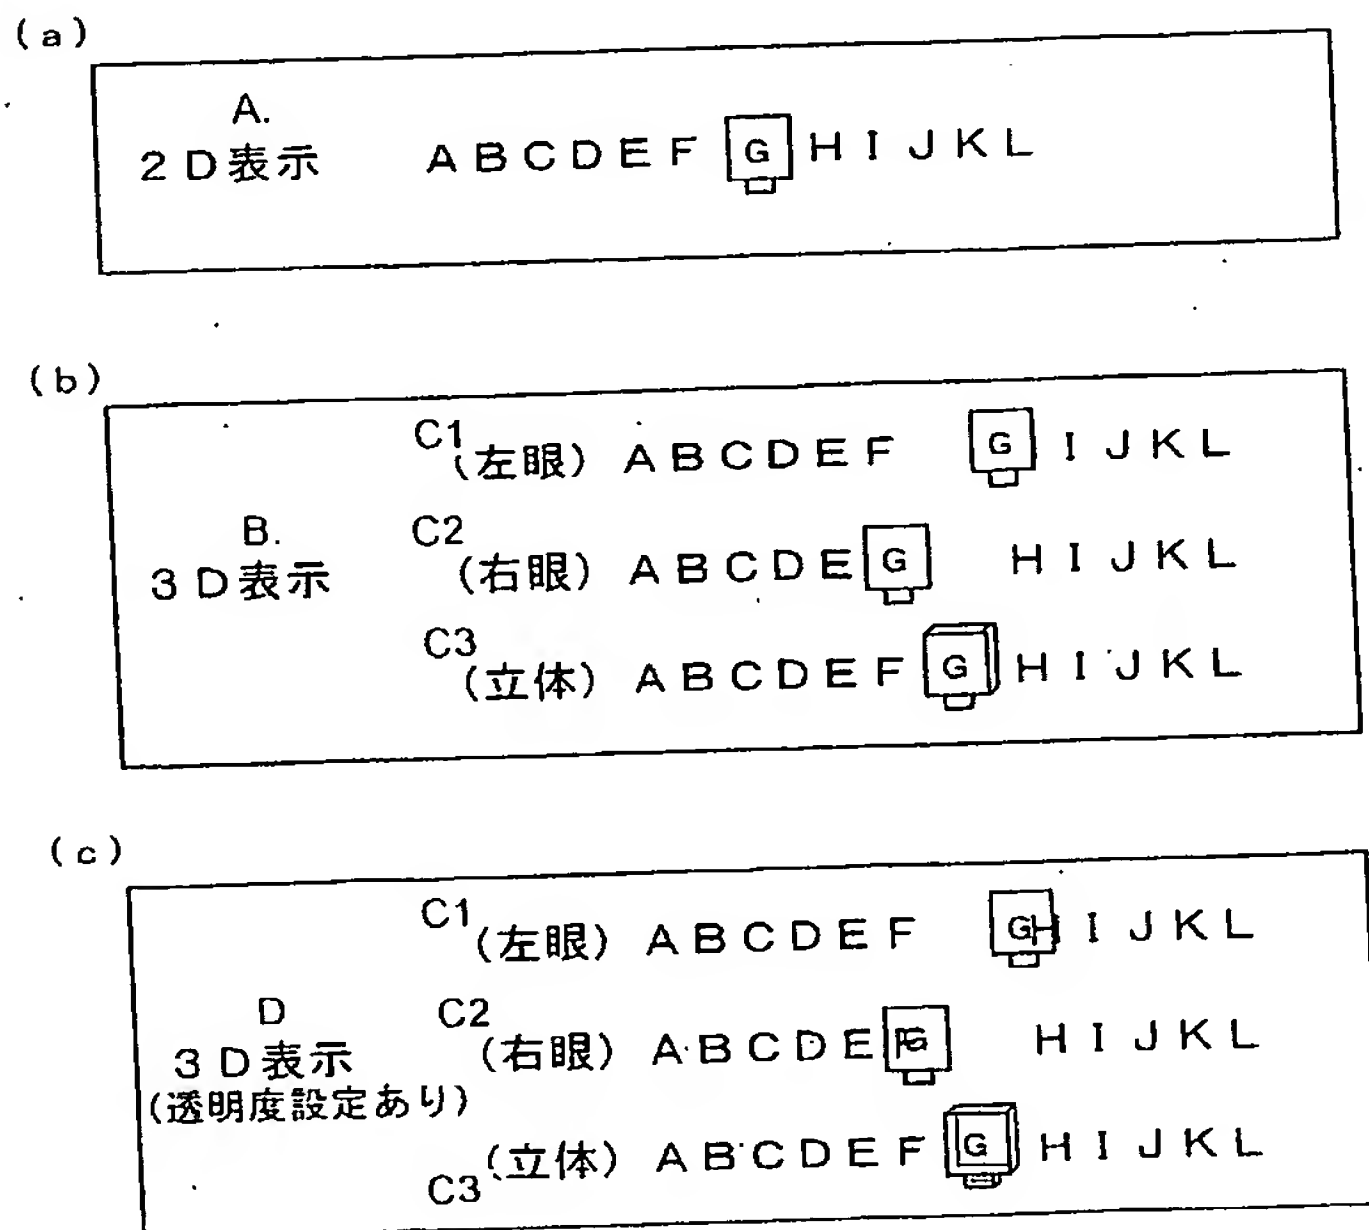 (a)
A.
2D表示 ABCDEF G HIJKL
(b)
C1(左眼) ABCDEF G IJKL
B.
3D表示
C2(右眼) ABCDE G HIJKL
C3(立体) ABCDEF G HIJKL
(c)
C1(左眼) ABCDEF GH IJKL
D
3D表示
(透明度設定あり)
C2(右眼) ABCDE FG HIJKL
C3(立体) ABCDEF G HIJKL